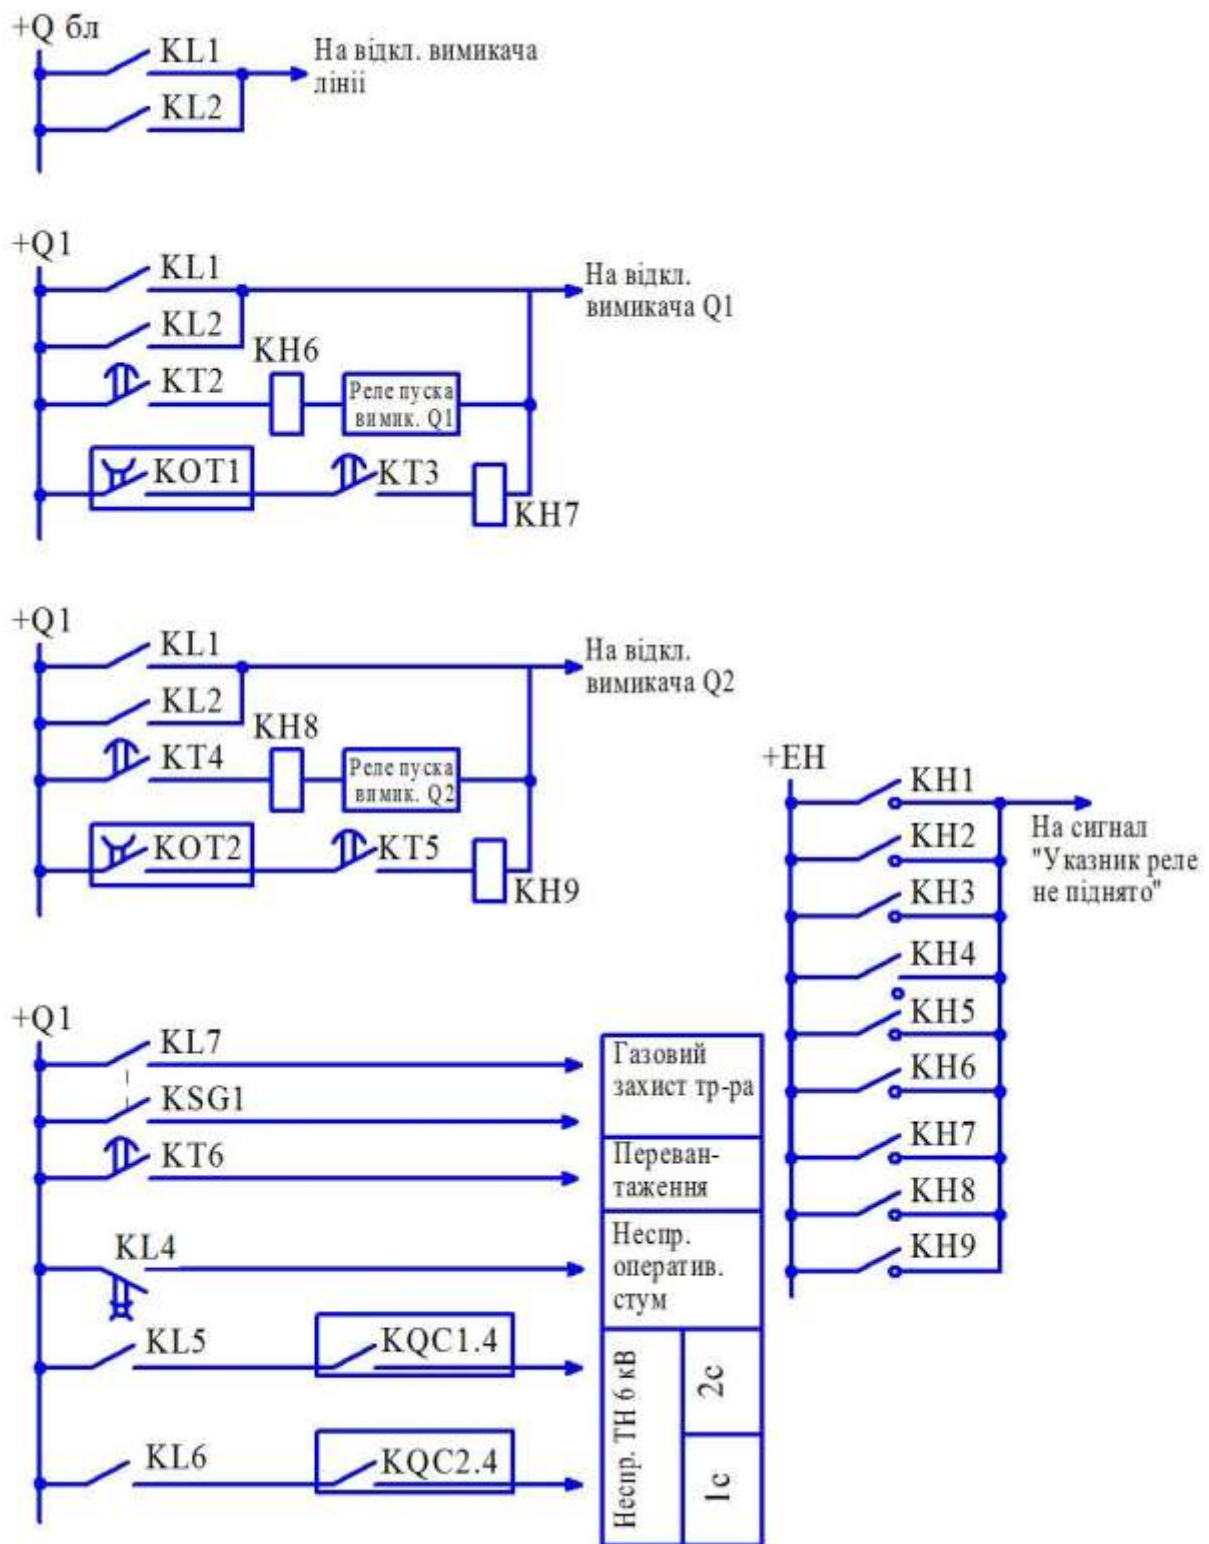 +Q бл
KL1
На відкл. вимикача
лінії
KL2
+Q1
KL1
На відкл.
вимикача Q1
KL2
KH6
KT2
Реле пуска
вимик. Q1
KOT1
KT3
KH7
+Q1
KL1
На відкл.
вимикача Q2
KL2
KH8
KT4
Реле пуска
вимик. Q2
KOT2
KT5
KH9
+EH
KH1
На сигнал
"Указник реле
не піднято"
KH2
KH3
KH4
KH5
KH6
KH7
KH8
KH9
+Q1
KL7
Газовий
захист тр-ра
KSG1
KT6
Переван-
таження
KL4
Неспр.
оператив.
стум
KL5
KQC1.4
Неспр. ТН 6 кВ
2с
KL6
KQC2.4
1с